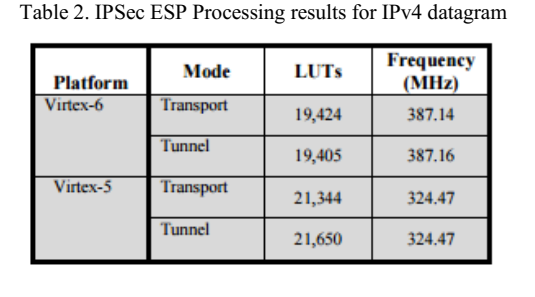 Table 2. IPSec ESP Processing results for IPv4 datagram
Platform Mode LUTs Frequency (MHz)
Virtex-6 Transport 19,424 387.14
Tunnel 19,405 387.16
Virtex-5 Transport 21,344 324.47
Tunnel 21,650 324.47